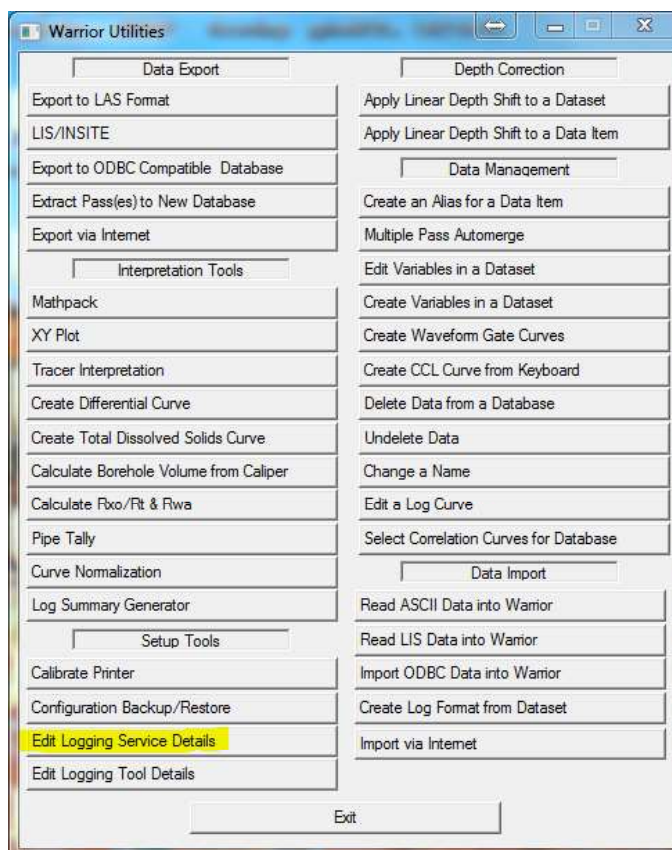 Warrior Utilities
Data Export
Export to LAS Format
LIS/INSITE
Export to ODBC Compatible Database
Extract Pass(es) to New Database
Export via Internet
Interpretation Tools
Mathpack
XY Plot
Tracer Interpretation
Create Differential Curve
Create Total Dissolved Solids Curve
Calculate Borehole Volume from Caliper
Calculate Rxo/Rt & Rwa
Pipe Tally
Curve Normalization
Log Summary Generator
Setup Tools
Calibrate Printer
Configuration Backup/Restore
Edit Logging Service Details
Edit Logging Tool Details
Depth Correction
Apply Linear Depth Shift to a Dataset
Apply Linear Depth Shift to a Data Item
Data Management
Create an Alias for a Data Item
Multiple Pass Automerge
Edit Variables in a Dataset
Create Variables in a Dataset
Create Waveform Gate Curves
Create CCL Curve from Keyboard
Delete Data from a Database
Undelete Data
Change a Name
Edit a Log Curve
Select Correlation Curves for Database
Data Import
Read ASCII Data into Warrior
Read LIS Data into Warrior
Import ODBC Data into Warrior
Create Log Format from Dataset
Import via Internet
Exit